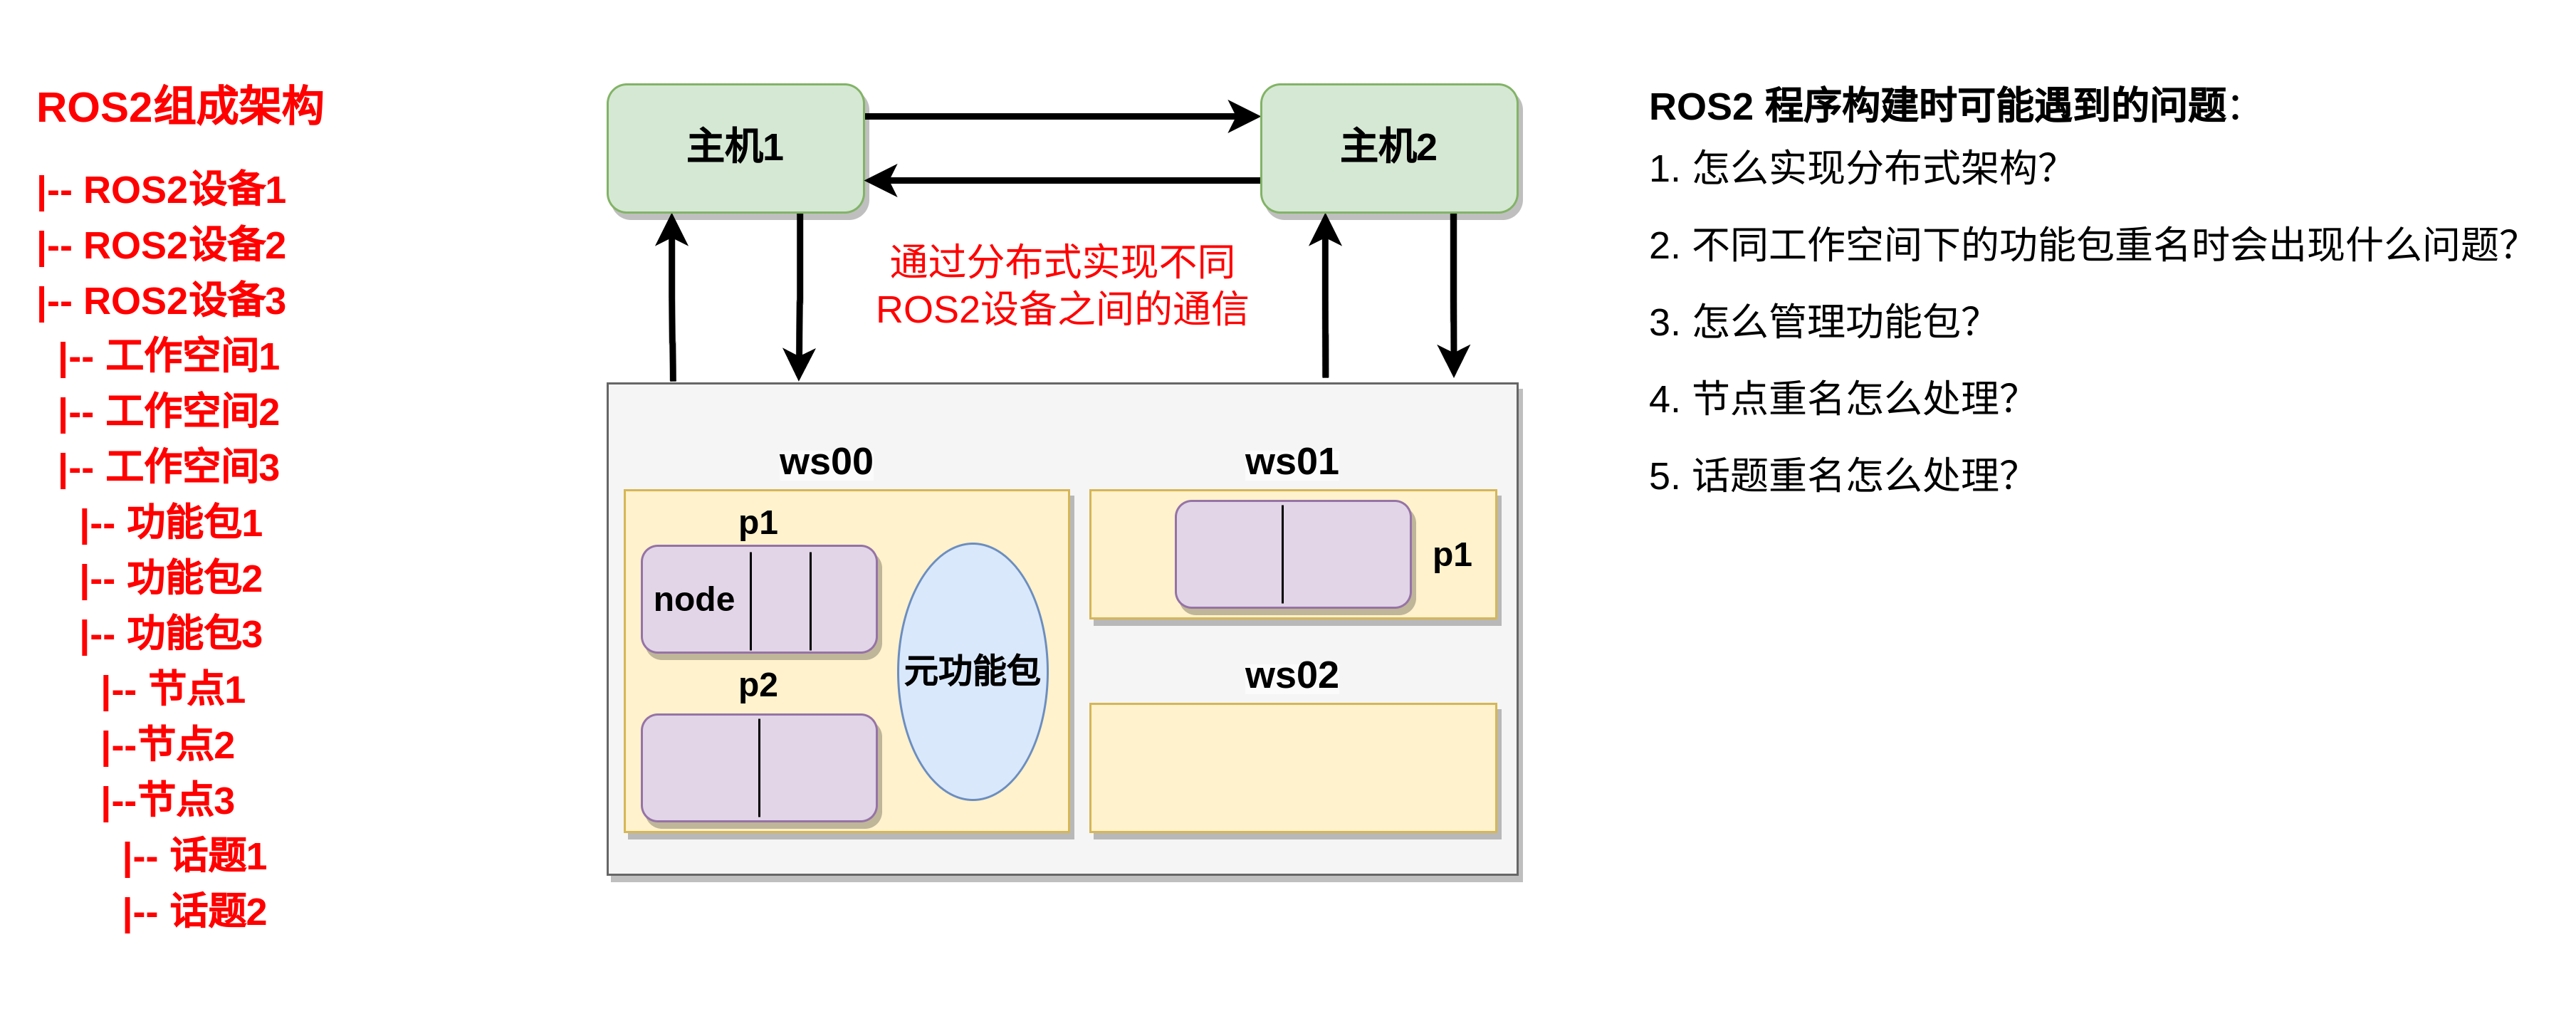 ROS2组成架构
|-- ROS2设备1
|-- ROS2设备2
|-- ROS2设备3
|-- 工作空间1
|-- 工作空间2
|-- 工作空间3
|-- 功能包1
|-- 功能包2
|-- 功能包3
|-- 节点1
|--节点2
|--节点3
|-- 话题1
|-- 话题2
主机1
主机2
通过分布式实现不同
ROS2设备之间的通信
ws00
p1
node
p2
元功能包
ws01
p1
ws02
ROS2 程序构建时可能遇到的问题：
1. 怎么实现分布式架构？
2. 不同工作空间下的功能包重名时会出现什么问题？
3. 怎么管理功能包？
4. 节点重名怎么处理？
5. 话题重名怎么处理？